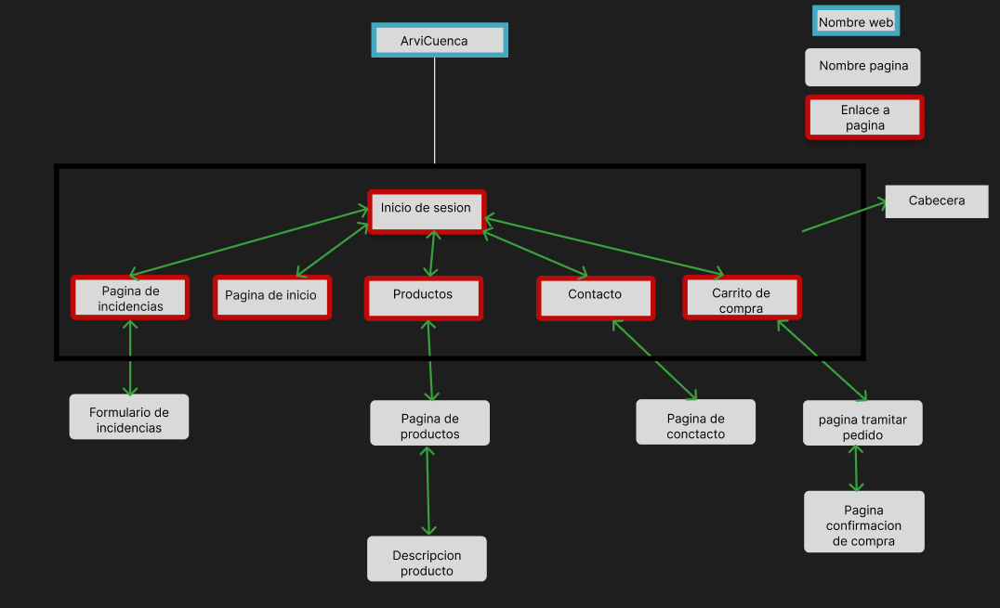 Nombre web
ArviCuenca
Nombre pagina
Enlace a
pagina
Inicio de sesion
Cabecera
Pagina de
incidencias
Pagina de inicio
Productos
Contacto
Carrito de
compra
Formulario de
incidencias
Pagina de
productos
Pagina de
conctacto
pagina tramitar
pedido
Pagina
confirmacion
de compra
Descripcion
producto